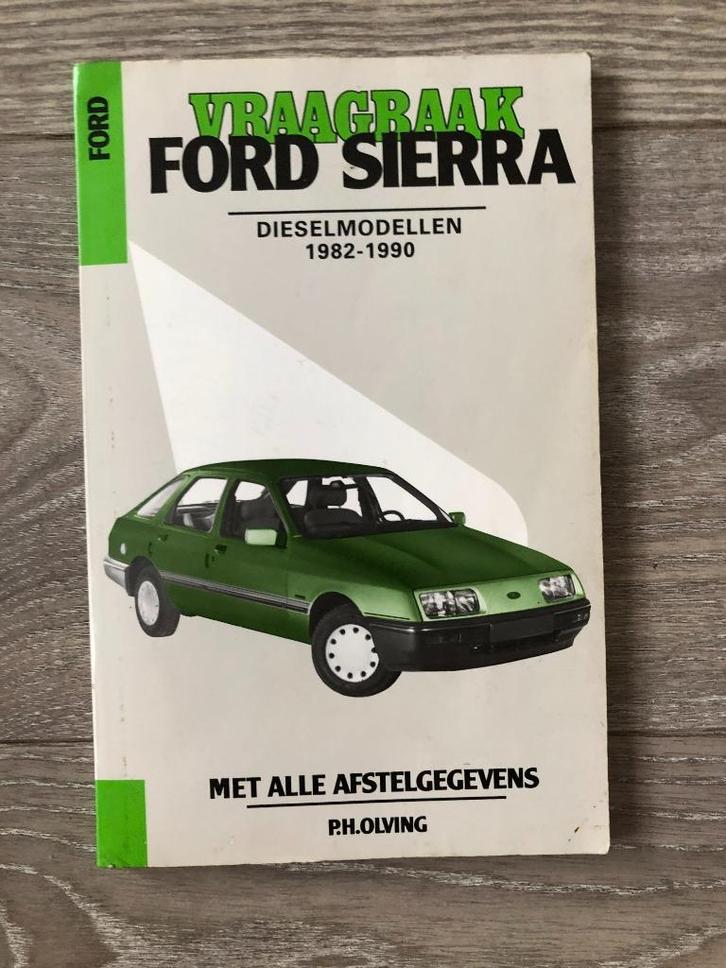 FORD
VRAAGBAAK
FORD SIERRA
DIESELMODELLEN
1982-1990
MET ALLE AFSTELGEGEVENS
P.H.OLVING